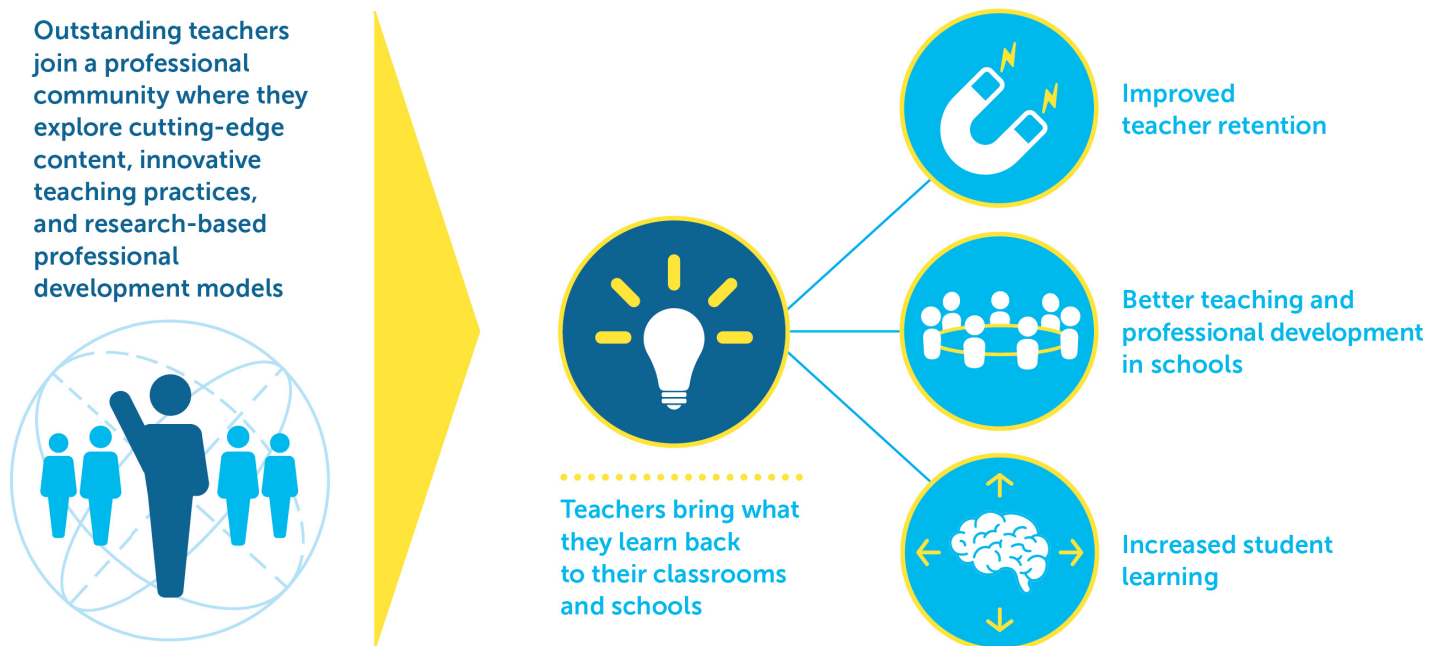 Outstanding teachers
join a professional
community where they
explore cutting-edge
content, innovative
teaching practices,
and research-based
professional
development models
Teachers bring what
they learn back
to their classrooms
and schools
Improved
teacher retention
Better teaching and
professional development
in schools
Increased student
learning